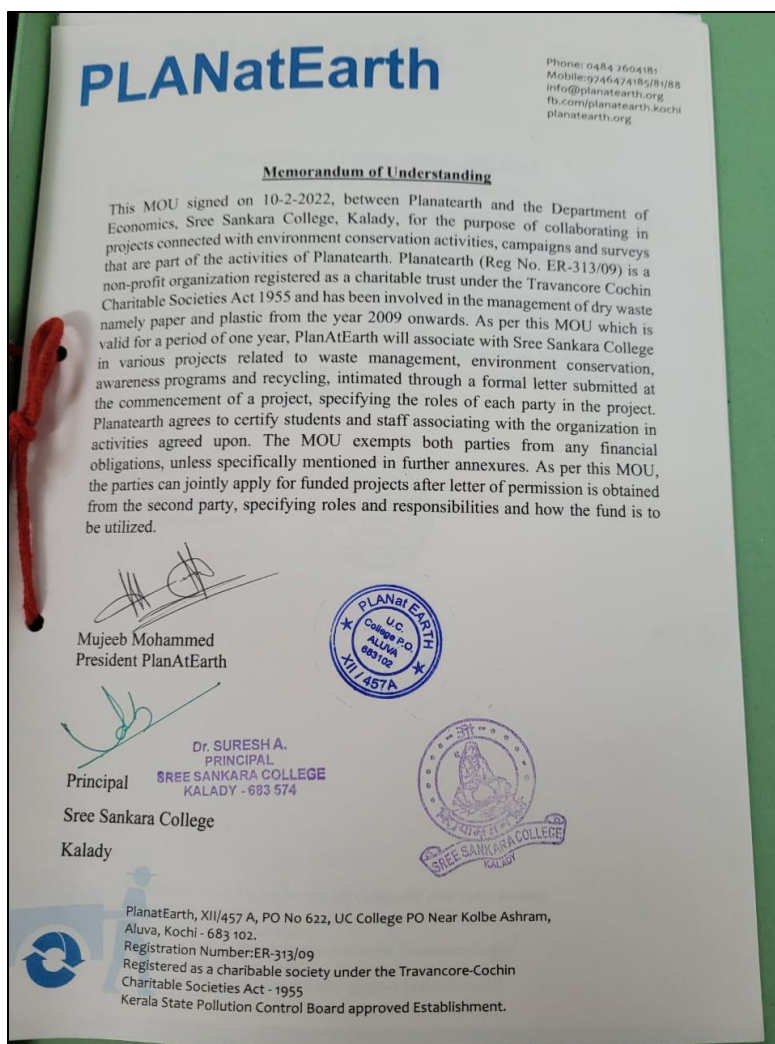 PLANatEarth
Phone: 0484 2604181
Mobile:9746474185/81/88
info@planatearth.org
fb.com/planatearth.kochi
planatearth.org
Memorandum of Understanding
This MOU signed on 10-2-2022, between Planatearth and the Department of
Economics, Sree Sankara College, Kalady, for the purpose of collaborating in
projects connected with environment conservation activities, campaigns and surveys
that are part of the activities of Planatearth. Planatearth (Reg No. ER-313/09) is a
non-profit organization registered as a charitable trust under the Travancore Cochin
Charitable Societies Act 1955 and has been involved in the management of dry waste
namely paper and plastic from the year 2009 onwards. As per this MOU which is
valid for a period of one year, PlanAtEarth will associate with Sree Sankara College
in various projects related to waste management, environment conservation,
awareness programs and recycling, intimated through a formal letter submitted at
the commencement of a project, specifying the roles of each party in the project.
Planatearth agrees to certify students and staff associating with the organization in
activities agreed upon. The MOU exempts both parties from any financial
obligations, unless specifically mentioned in further annexures. As per this MOU,
the parties can jointly apply for funded projects after letter of permission is obtained
from the second party, specifying roles and responsibilities and how the fund is to
be utilized.
Mujeeb Mohammed
President PlanAtEarth
PLANat EARTH
U.C.
College P.O.
ALUVA
683102
XII / 457A
Dr. SURESH A.
PRINCIPAL
SREE SANKARA COLLEGE
KALADY - 683 574
Principal
Sree Sankara College
Kalady
SREE SANKARA COLLEGE
KALADY
PlanatEarth, XII/457 A, PO No 622, UC College PO Near Kolbe Ashram,
Aluva, Kochi - 683 102.
Registration Number:ER-313/09
Registered as a charibable society under the Travancore-Cochin
Charitable Societies Act - 1955
Kerala State Pollution Control Board approved Establishment.